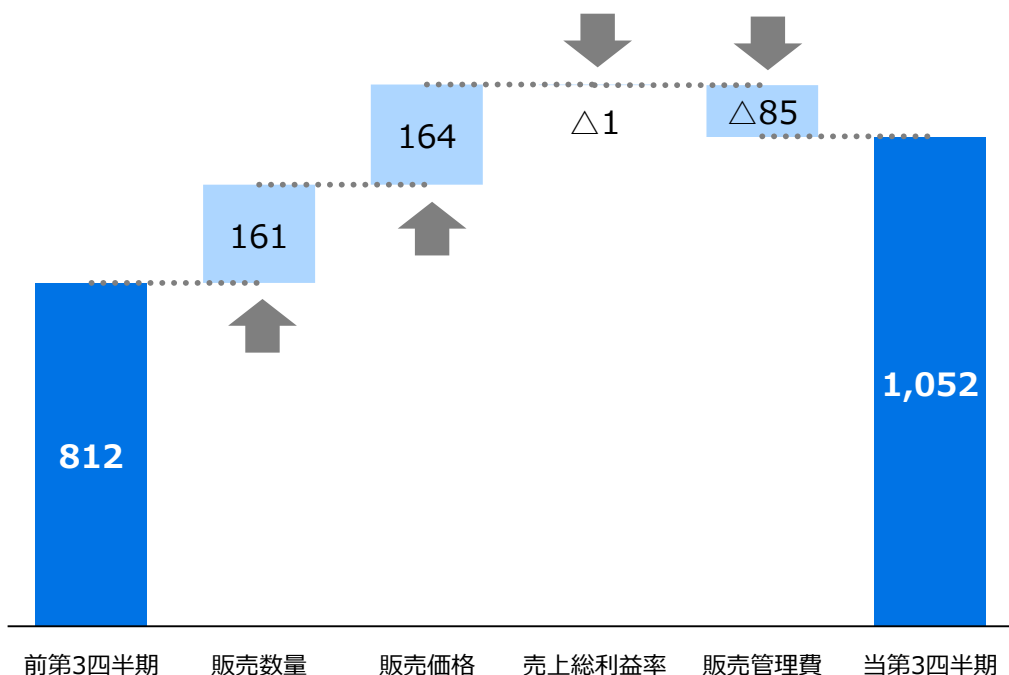 △1
△85
164
161
1,052
812
前第3四半期
販売数量
販売価格
売上総利益率
販売管理費
当第3四半期